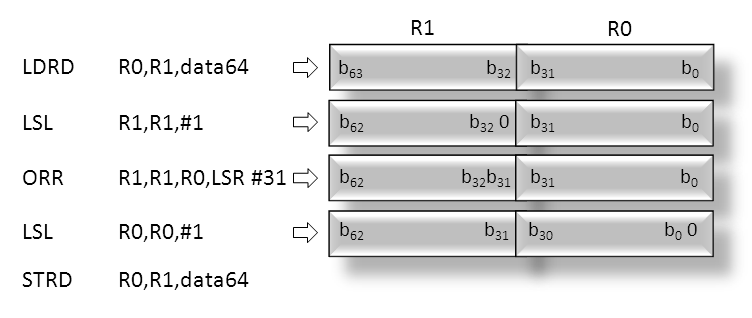 R1 R0
LDRD R0,R1,data64 b63 b32 b31 b0
LSL R1,R1,#1 b62 b32 0 b31 b0
ORR R1,R1,R0,LSR #31 b62 b32b31 b31 b0
LSL R0,R0,#1 b62 b31 b30 b0 0
STRD R0,R1,data64